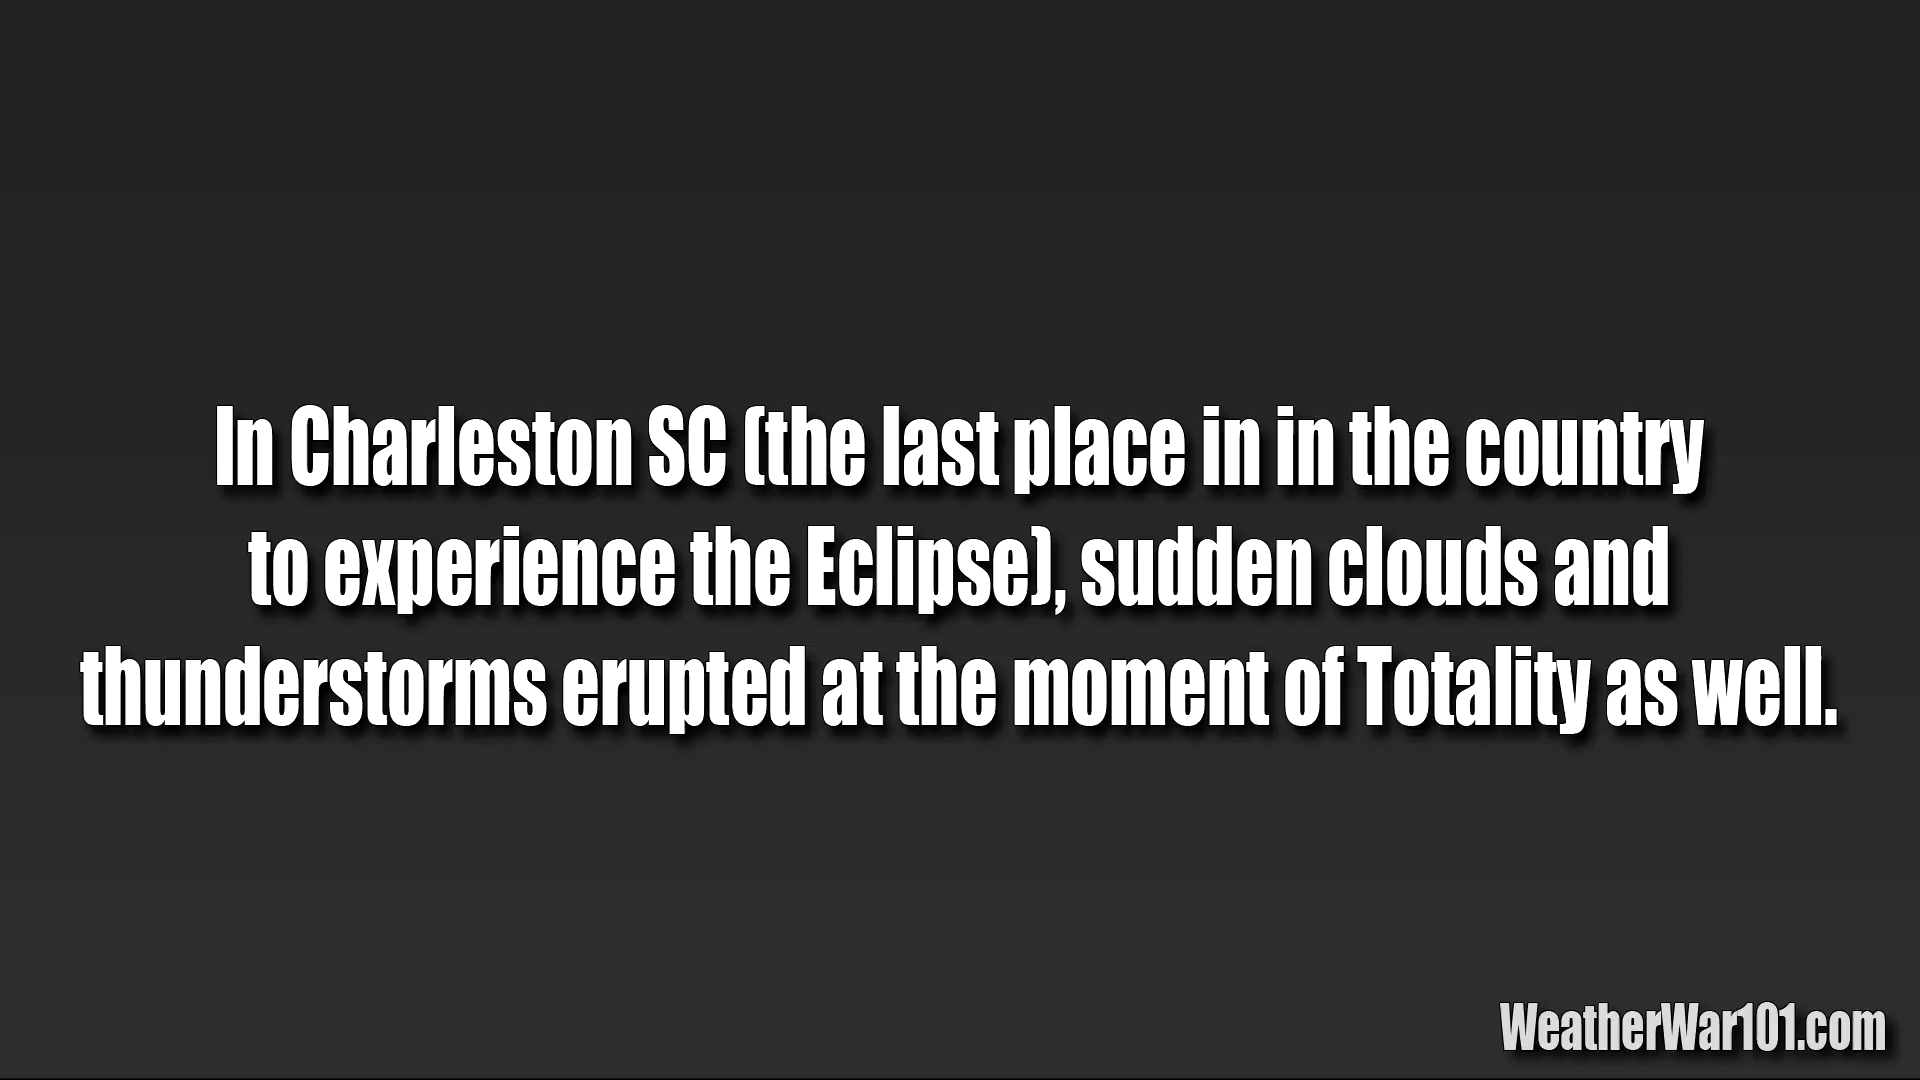 In Charleston SC (the last place in in the country
to experience the Eclipse), sudden clouds and
thunderstorms erupted at the moment of Totality as well.
WeatherWar101.com